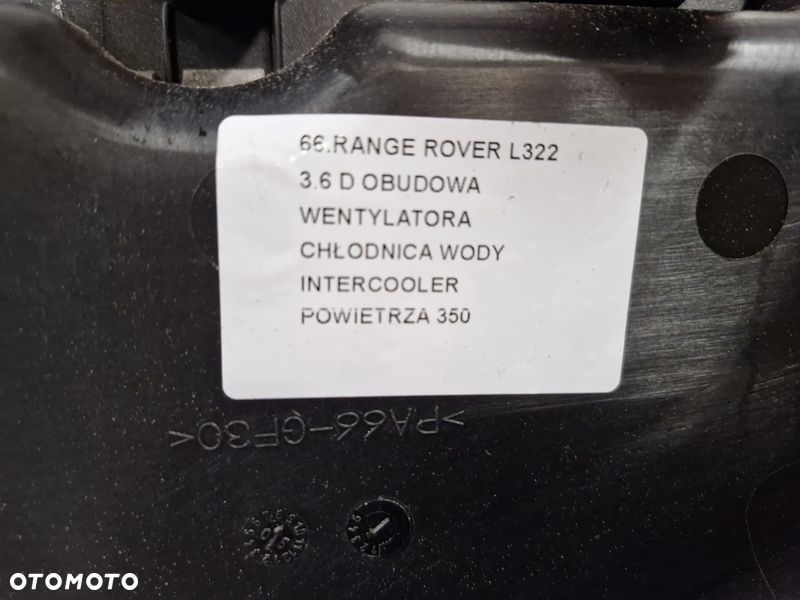 66.RANGE ROVER L322
3.6 D OBUDOWA
WENTYLATORA
CHŁODNICA WODY
INTERCOOLER
POWIETRZA 350
>PA66-GF30<
OTOMOTO